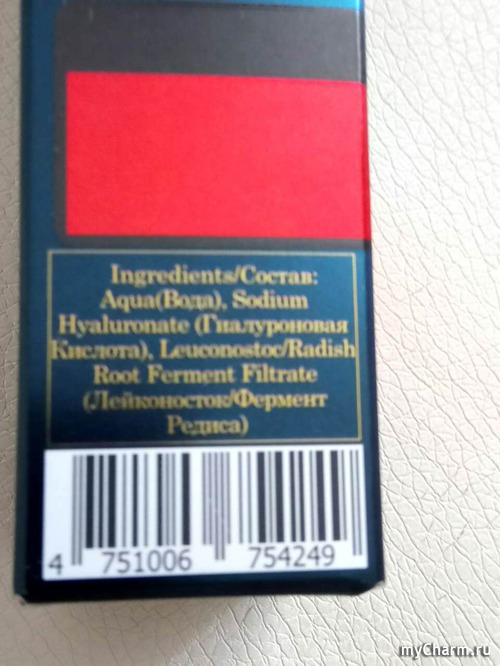 Ingredients/Состав:
Aqua(Вода), Sodium
Hyaluronate (Гиалуроновая
Кислота), Leuconostoc/Radish
Root Ferment Filtrate
(Лейконосток/Фермент
Редиса)
4 751006 754249
myCharm.ru